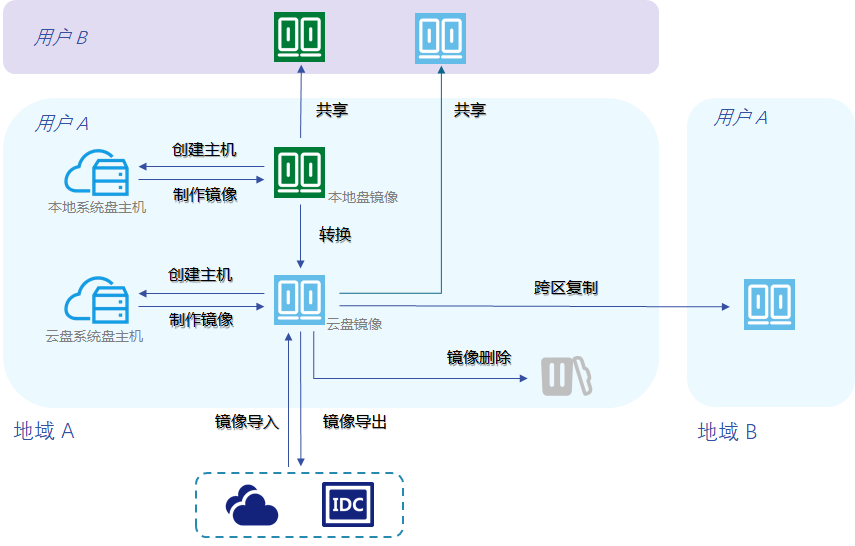 用户 B
共享
共享
用户 A
用户 A
创建主机
制作镜像
本地系统盘主机
本地盘镜像
转换
创建主机
制作镜像
云盘系统盘主机
云盘镜像
跨区复制
镜像删除
镜像导入
镜像导出
地域 A
地域 B
IDC